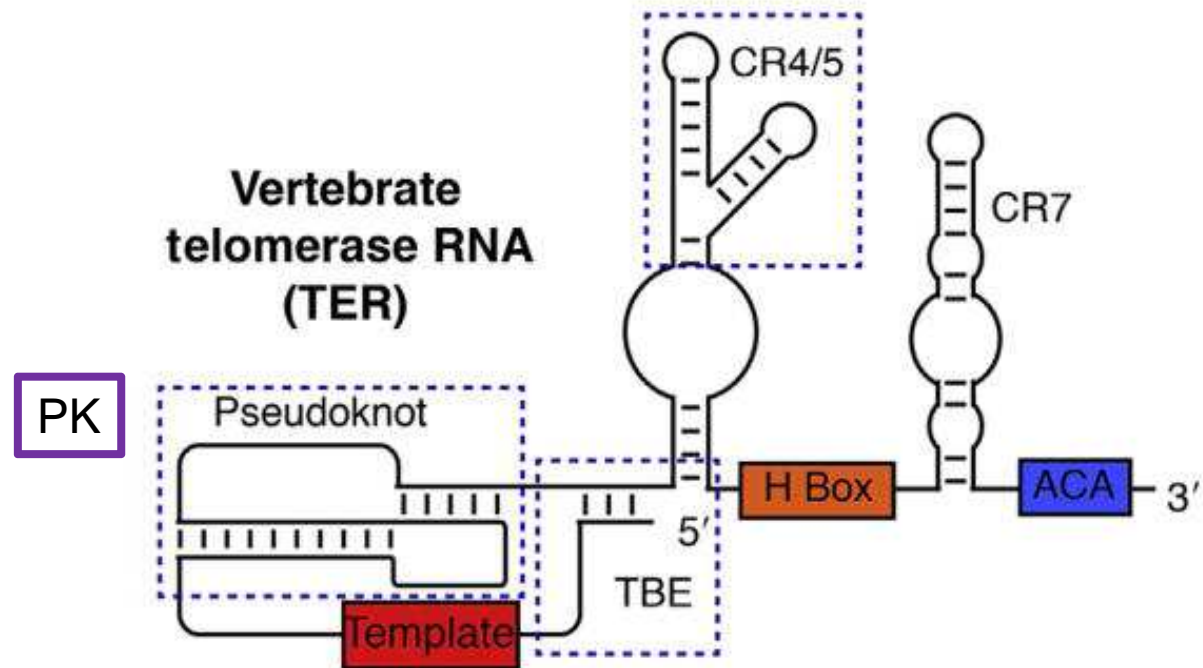 CR4/5
CR7
Vertebrate
telomerase RNA
(TER)
PK
Pseudoknot
H Box
ACA
3′
5′
TBE
Template